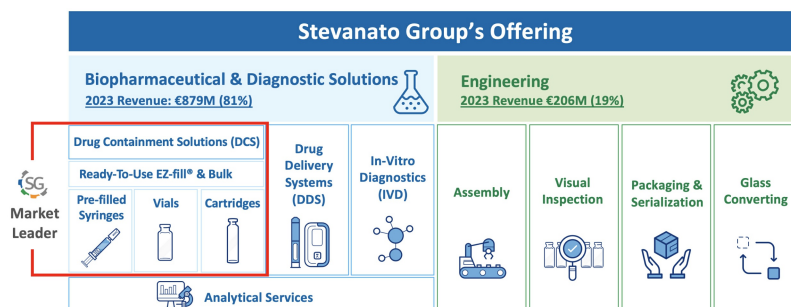 Stevanato Group's Offering
Biopharmaceutical & Diagnostic Solutions
2023 Revenue: €879M (81%)
Engineering
2023 Revenue €206M (19%)
Drug Containment Solutions (DCS)
Ready-To-Use EZ-fill® & Bulk
Pre-filled
Syringes
Vials
Cartridges
SG
Market
Leader
Drug
Delivery
Systems
(DDS)
In-Vitro
Diagnostics
(IVD)
Assembly
Visual
Inspection
Packaging &
Serialization
Glass
Converting
Analytical Services